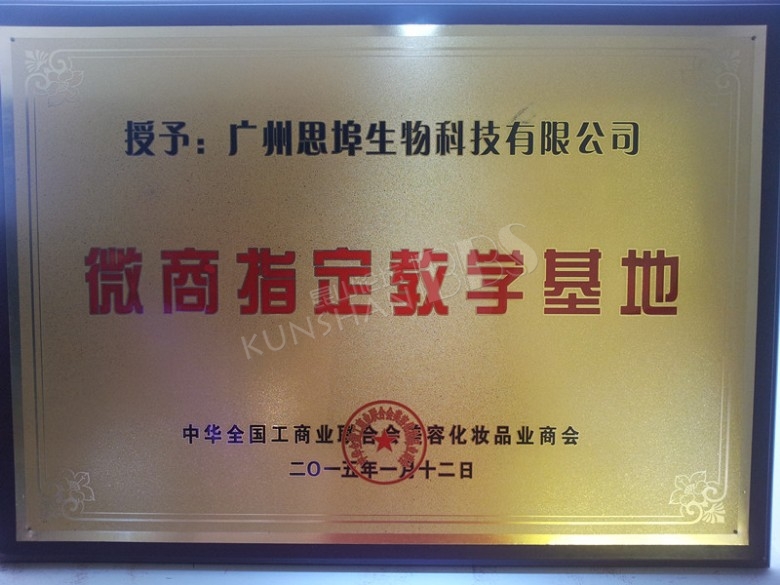 授予：广州思埠生物科技有限公司
微商指定教学基地
KUNSHAN BBS
中华全国工商业联合会美容化妆品业商会
二〇一五年一月十二日